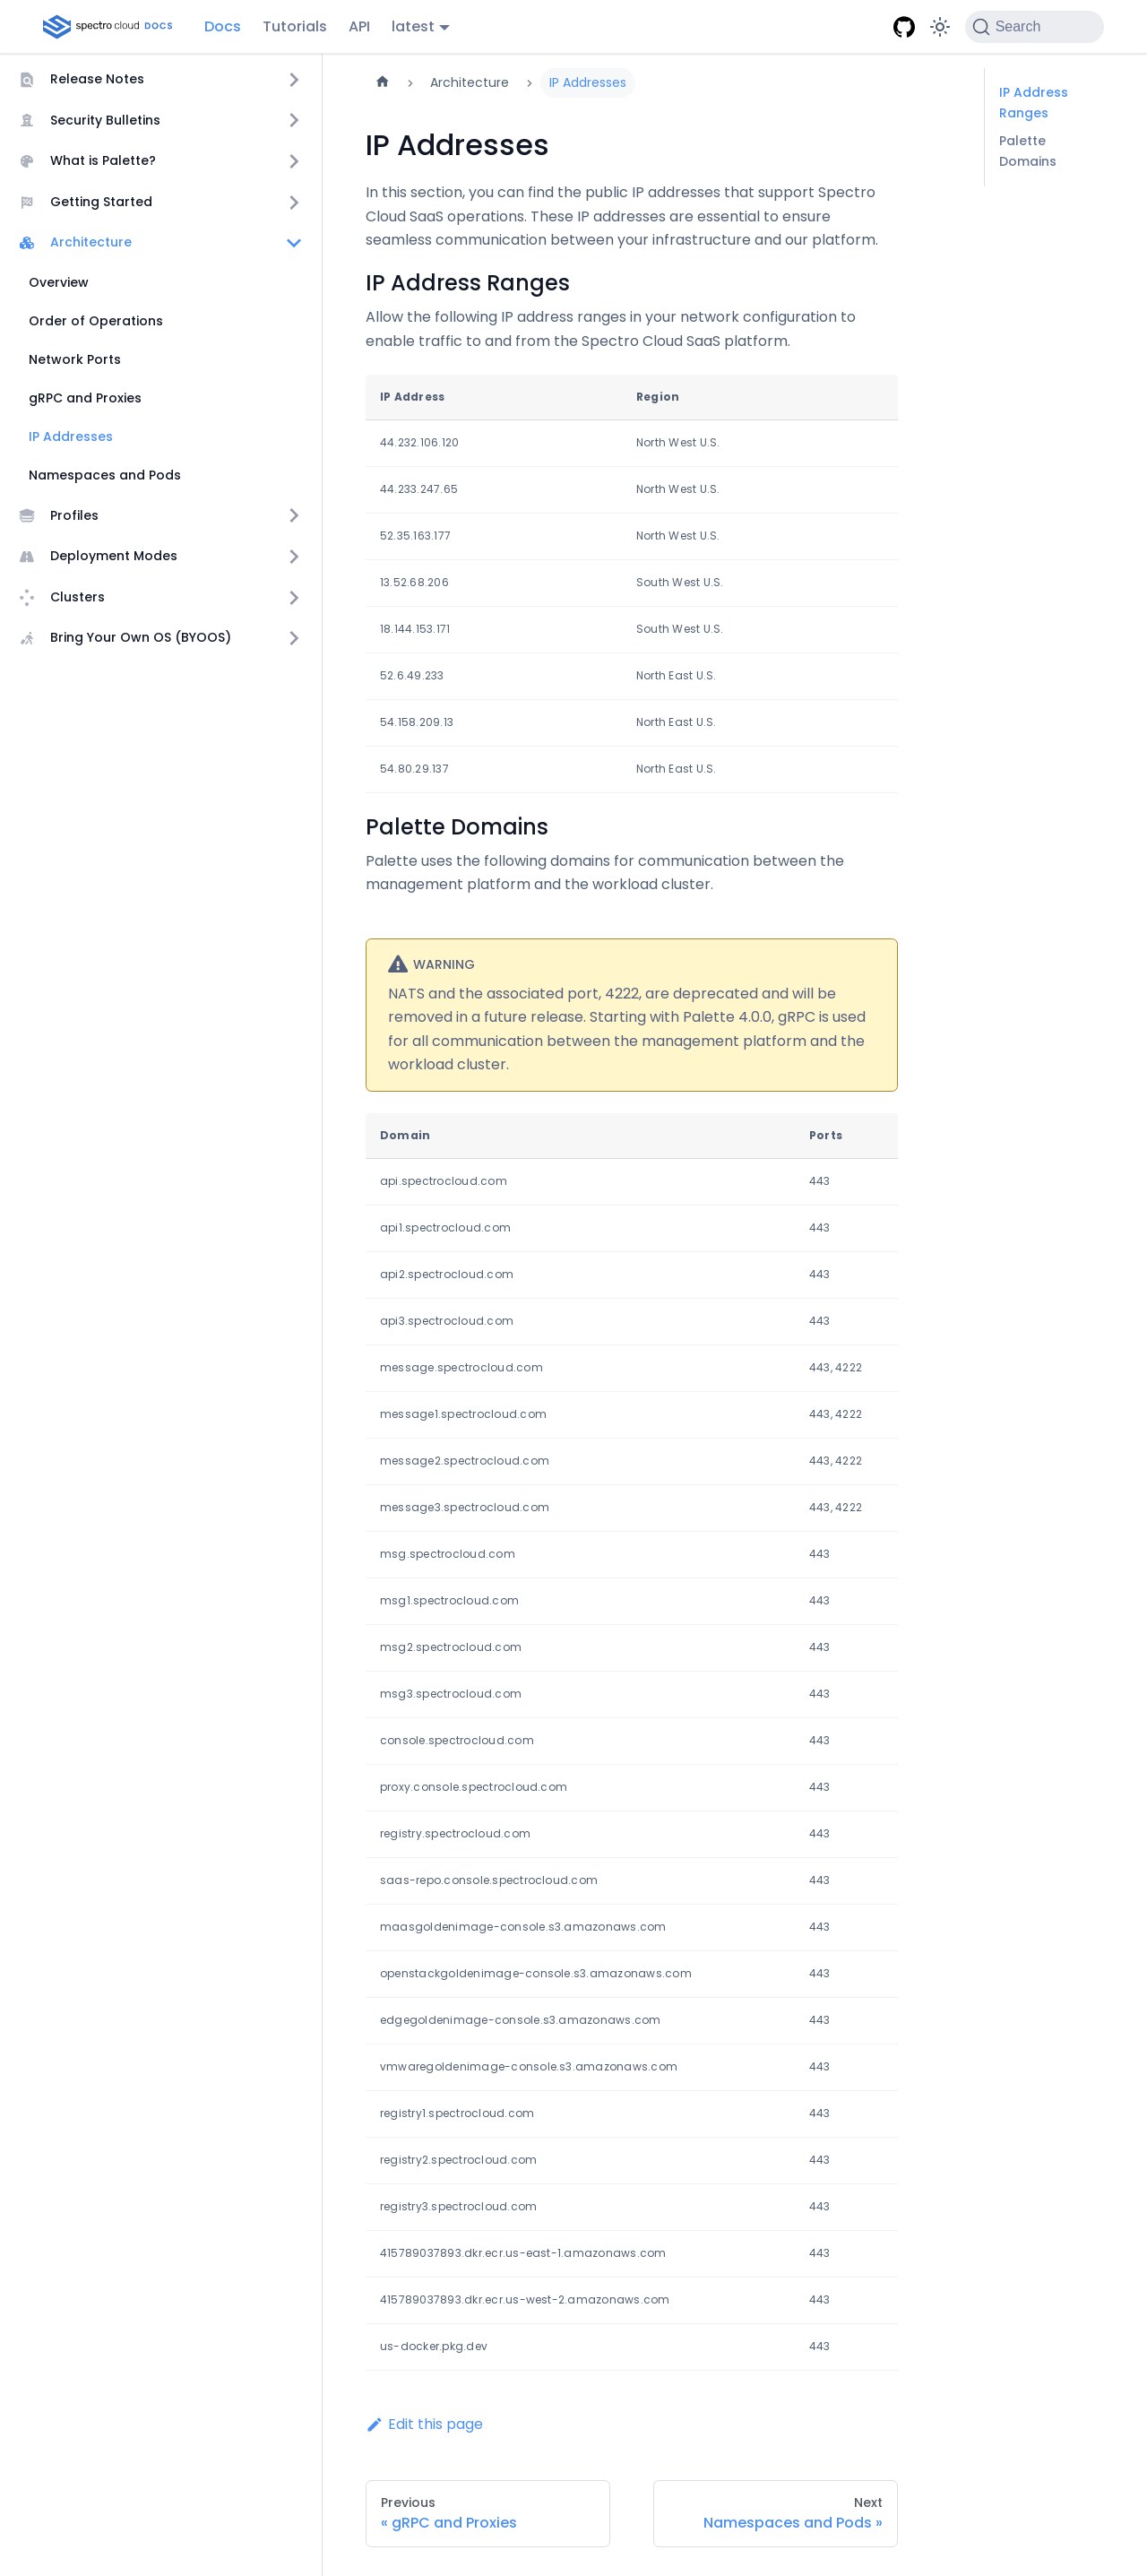 spectro cloud DOCS Docs Tutorials API latest Search
Release Notes
Security Bulletins
What is Palette?
Getting Started
Architecture
Overview
Order of Operations
Network Ports
gRPC and Proxies
IP Addresses
Namespaces and Pods
Profiles
Deployment Modes
Clusters
Bring Your Own OS (BYOOS)
Architecture IP Addresses
IP Addresses
In this section, you can find the public IP addresses that support Spectro
Cloud SaaS operations. These IP addresses are essential to ensure
seamless communication between your infrastructure and our platform.
IP Address Ranges
Allow the following IP address ranges in your network configuration to
enable traffic to and from the Spectro Cloud SaaS platform.
IP Address Region
44.232.106.120 North West U.S.
44.233.247.65 North West U.S.
52.35.163.177 North West U.S.
13.52.68.206 South West U.S.
18.144.153.171 South West U.S.
52.6.49.233 North East U.S.
54.158.209.13 North East U.S.
54.80.29.137 North East U.S.
Palette Domains
Palette uses the following domains for communication between the
management platform and the workload cluster.
WARNING
NATS and the associated port, 4222, are deprecated and will be
removed in a future release. Starting with Palette 4.0.0, gRPC is used
for all communication between the management platform and the
workload cluster.
Domain Ports
api.spectrocloud.com 443
api1.spectrocloud.com 443
api2.spectrocloud.com 443
api3.spectrocloud.com 443
message.spectrocloud.com 443, 4222
message1.spectrocloud.com 443, 4222
message2.spectrocloud.com 443, 4222
message3.spectrocloud.com 443, 4222
msg.spectrocloud.com 443
msg1.spectrocloud.com 443
msg2.spectrocloud.com 443
msg3.spectrocloud.com 443
console.spectrocloud.com 443
proxy.console.spectrocloud.com 443
registry.spectrocloud.com 443
saas-repo.console.spectrocloud.com 443
maasgoldenimage-console.s3.amazonaws.com 443
openstackgoldenimage-console.s3.amazonaws.com 443
edgegoldenimage-console.s3.amazonaws.com 443
vmwaregoldenimage-console.s3.amazonaws.com 443
registry1.spectrocloud.com 443
registry2.spectrocloud.com 443
registry3.spectrocloud.com 443
415789037893.dkr.ecr.us-east-1.amazonaws.com 443
415789037893.dkr.ecr.us-west-2.amazonaws.com 443
us-docker.pkg.dev 443
Edit this page
Previous
« gRPC and Proxies
Next
Namespaces and Pods »
IP Address
Ranges
Palette
Domains